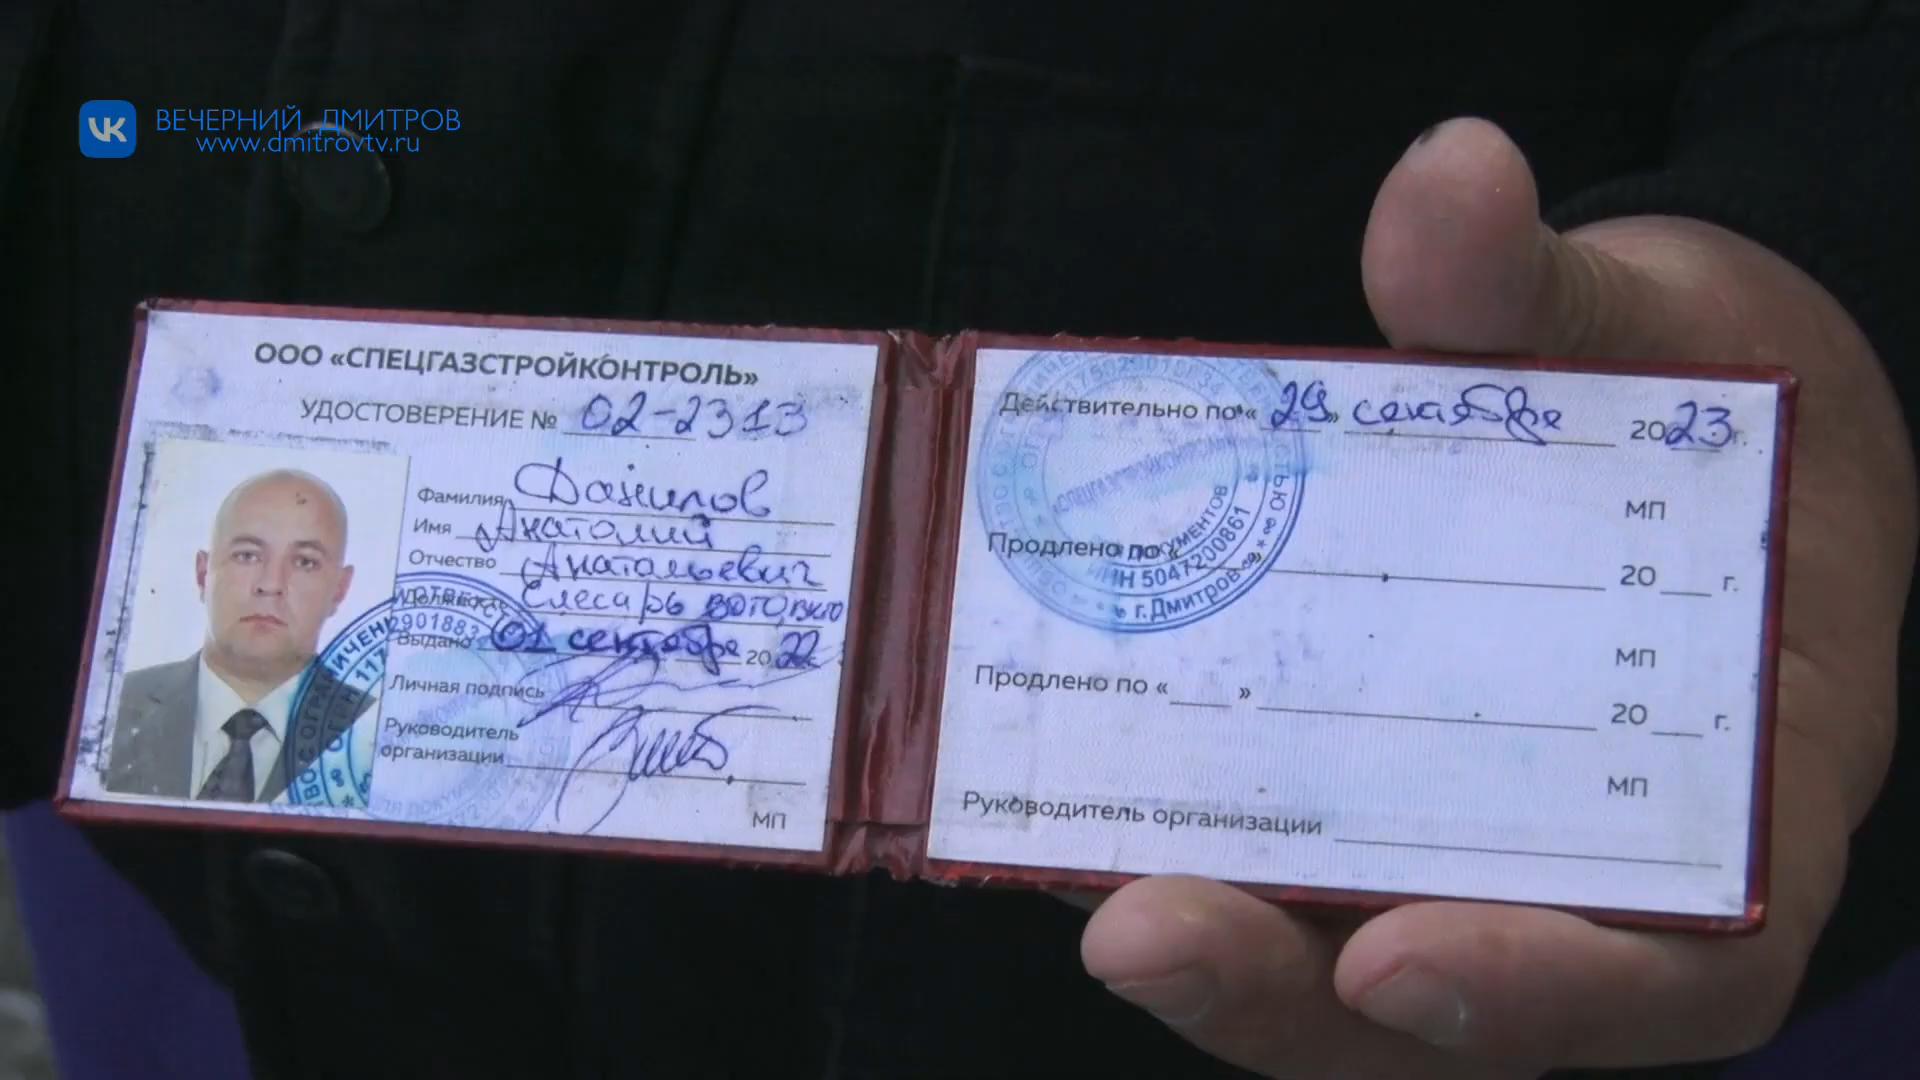 ВЕЧЕРНИЙ ДМИТРОВ
www.dmitrovtv.ru
ООО «СПЕЦГАЗСТРОЙКОНТРОЛЬ»
УДОСТОВЕРЕНИЕ № 02-2313
Фамилия Данилов
Имя Анатолий
Отчество Анатольевич
Должность Слесарь
Выдано 01 сентября 2022 г.
Личная подпись
Руководитель
организации
МП
Действительно по «29» сентября 2023 г.
МП
Продлено по « 20 г.
МП
Продлено по « » 20 г.
МП
Руководитель организации
ИНН 5047200861
г.Дмитров